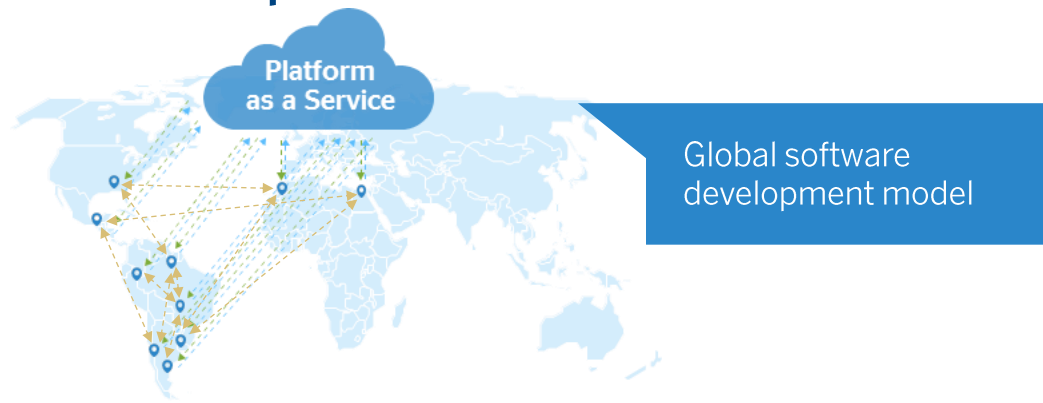 Platform
as a Service
Global software
development model